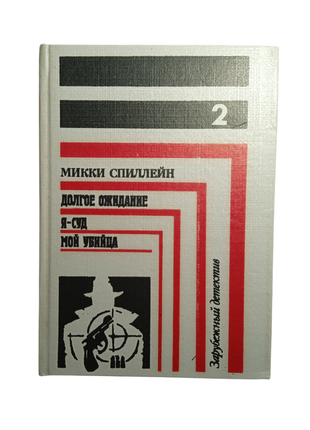 2
МИККИ СПИЛЛЕЙН
ДОЛГОЕ ОЖИДАНИЕ
Я-СУД
МОЙ УБИЙЦА
Зарубежный детектив